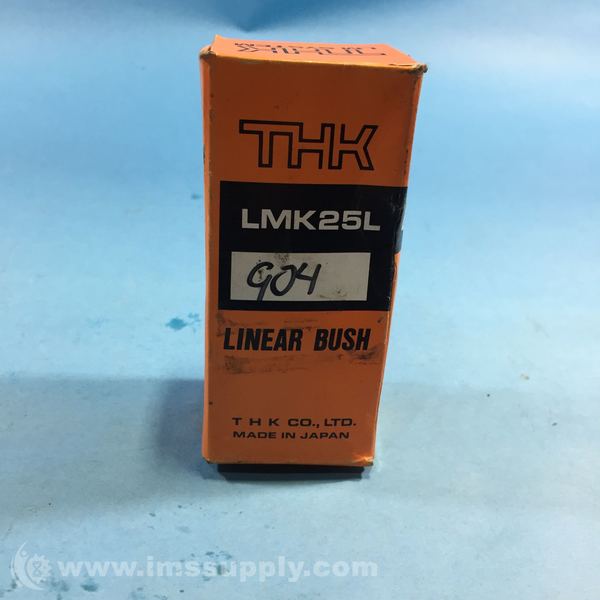 THK
LMK25L
904
LINEAR BUSH
T H K CO., LTD.
MADE IN JAPAN
www.imssupply.com